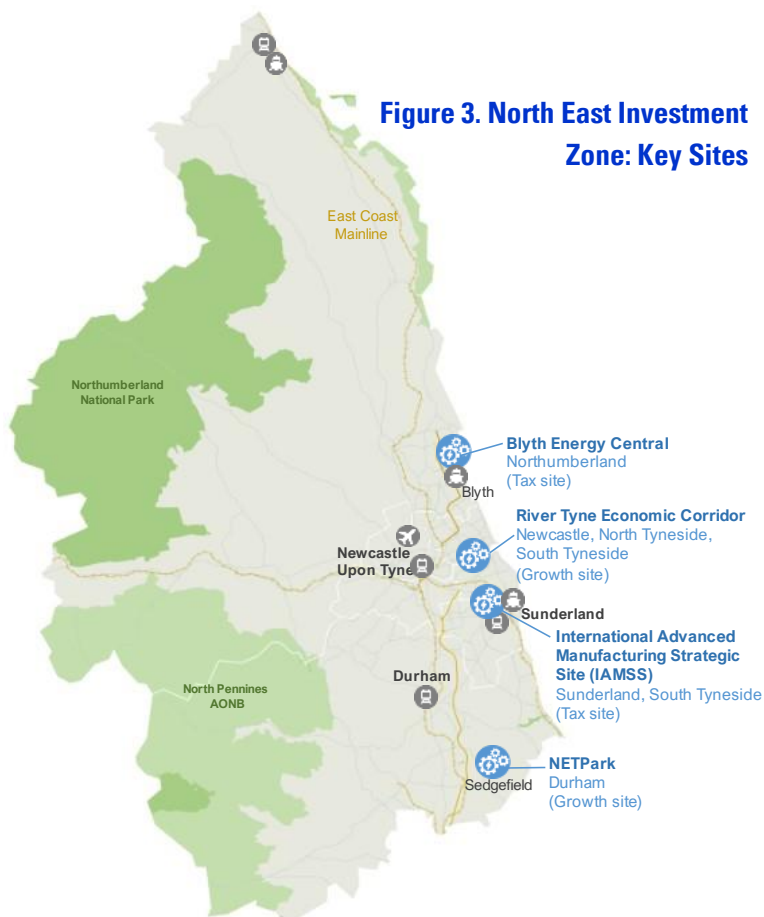 Figure 3. North East Investment
Zone: Key Sites
East Coast
Mainline
Northumberland
National Park
Blyth Energy Central
Northumberland
(Tax site)
Blyth
River Tyne Economic Corridor
Newcastle, North Tyneside,
South Tyneside
(Growth site)
Newcastle
Upon Tyne
Sunderland
International Advanced
Manufacturing Strategic
Site (IAMSS)
Sunderland, South Tyneside
(Tax site)
Durham
North Pennines
AONB
NETPark
Durham
(Growth site)
Sedgefield